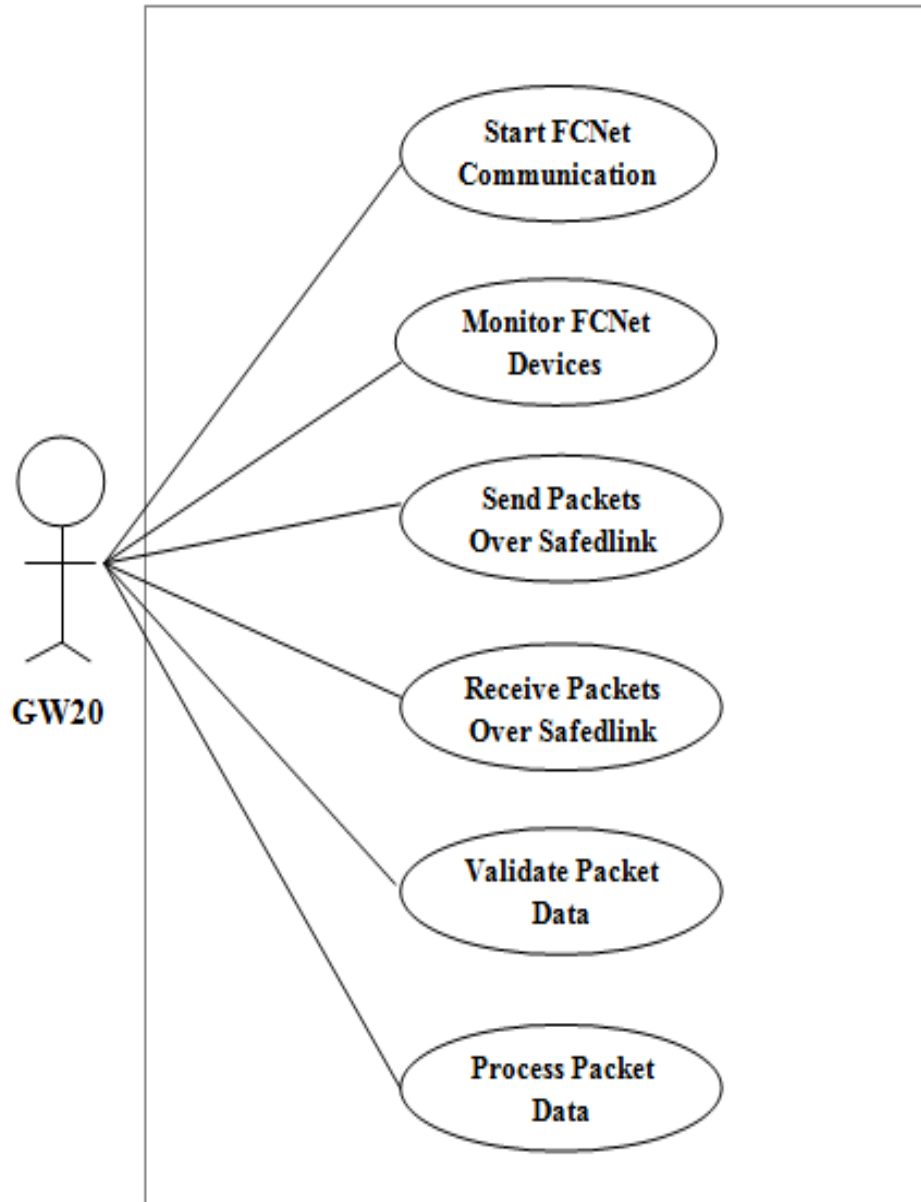 Start FCNet
Communication
Monitor FCNet
Devices
Send Packets
Over Safedlink
GW20
Receive Packets
Over Safedlink
Validate Packet
Data
Process Packet
Data